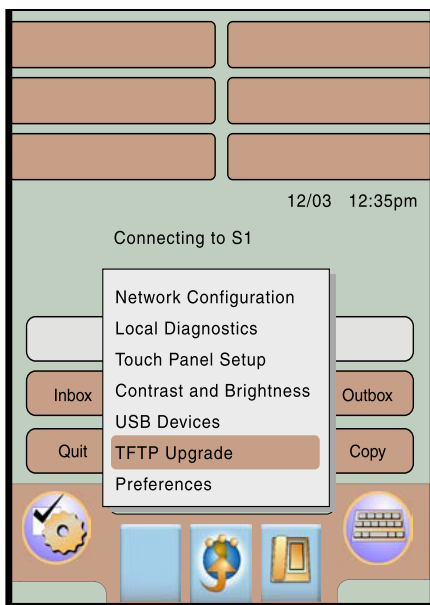 12/03 12:35pm
Connecting to S1
Network Configuration
Local Diagnostics
Touch Panel Setup
Contrast and Brightness
USB Devices
TFTP Upgrade
Preferences
Inbox
Outbox
Quit
Copy